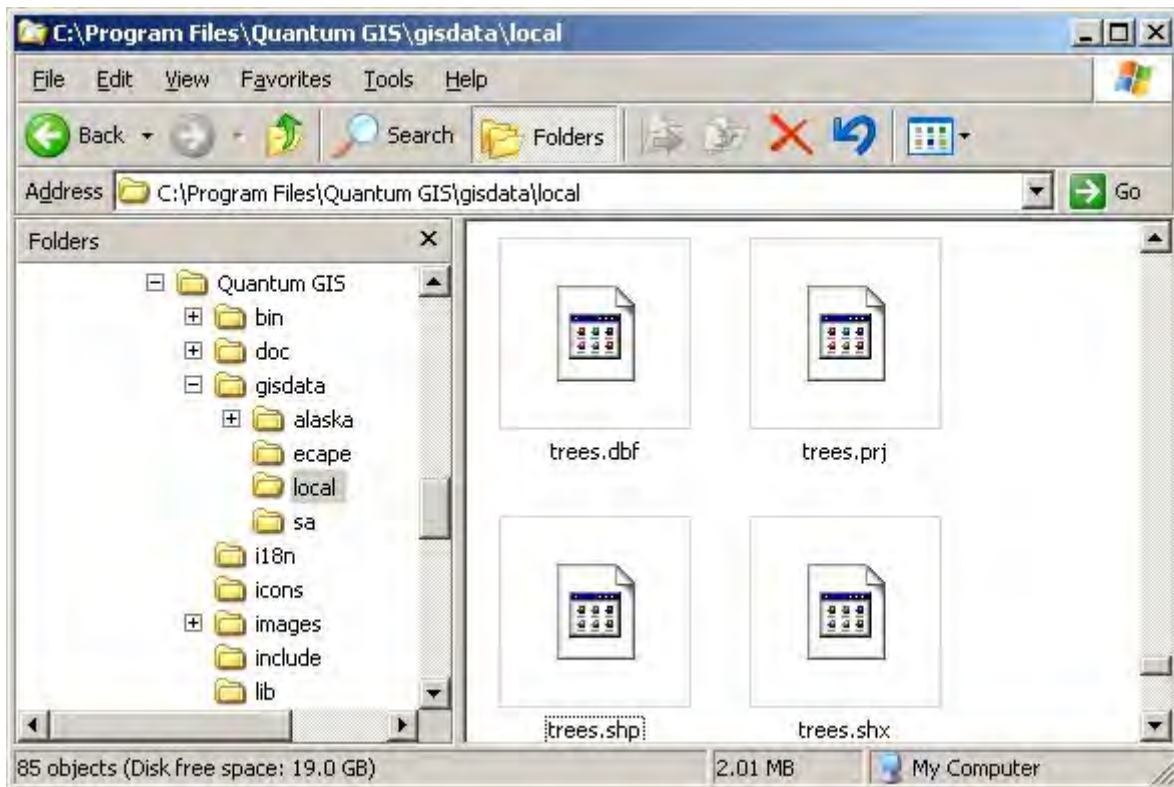 C:\Program Files\Quantum GIS\gisdata\local
File Edit View Favorites Tools Help
Back Search Folders
Address C:\Program Files\Quantum GIS\gisdata\local Go
Folders
Quantum GIS
bin
doc
gisdata
alaska
ecape
local
sa
i18n
icons
images
include
lib
trees.dbf trees.prj
trees.shp trees.shx
85 objects (Disk free space: 19.0 GB) 2.01 MB My Computer